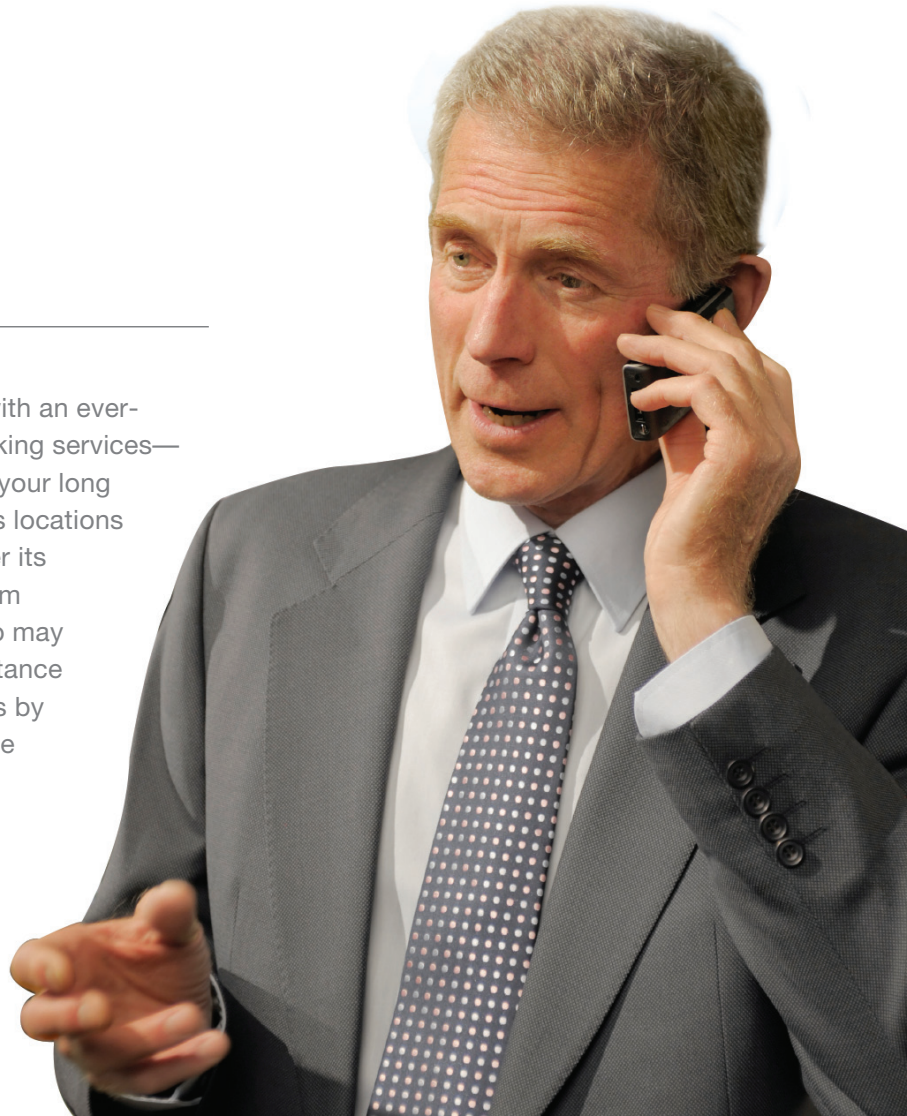 ith an ever-
king services—
your long
s locations
r its
m
o may
tance
s by
e